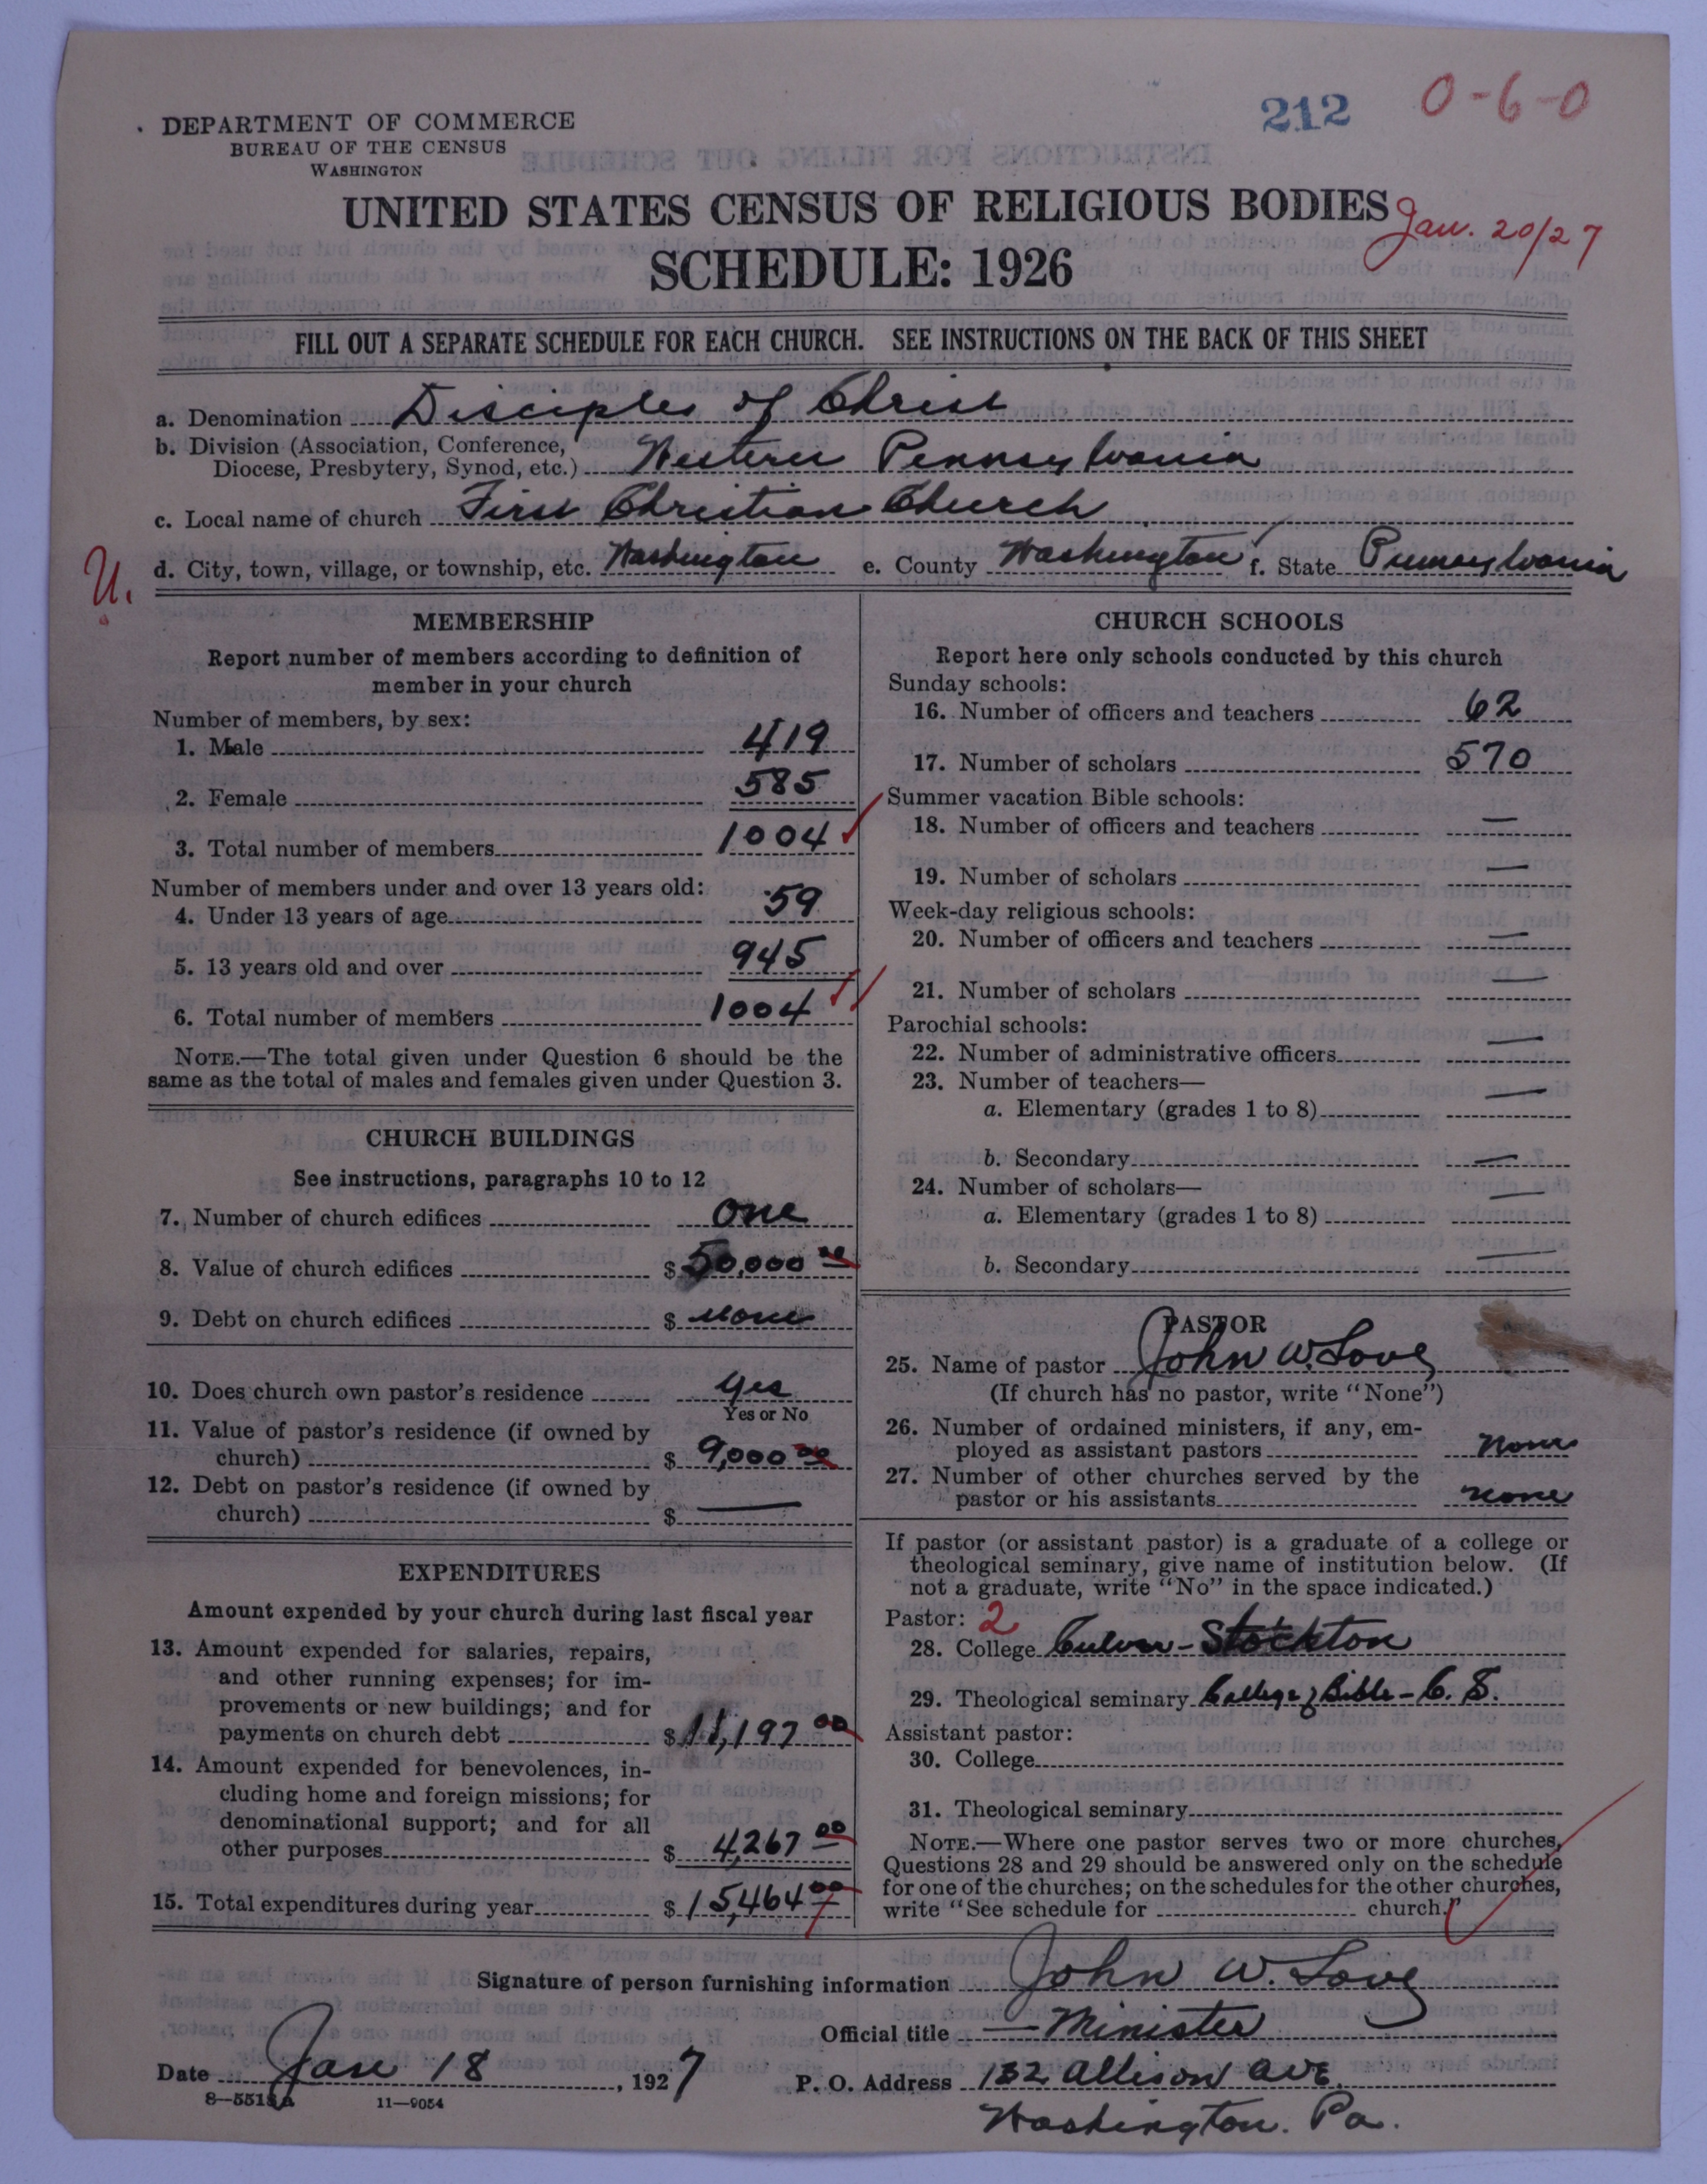 212 0-6-0
DEPARTMENT OF COMMERCE
BUREAU OF THE CENSUS
WASHINGTON
UNITED STATES CENSUS OF RELIGIOUS BODIES
Jan. 20/27
SCHEDULE: 1926
FILL OUT A SEPARATE SCHEDULE FOR EACH CHURCH. SEE INSTRUCTIONS ON THE BACK OF THIS SHEET
a. Denomination Disciples of Christ
b. Division (Association, Conference,
Diocese, Presbytery, Synod, etc.) Western Pennsylvania
c. Local name of church First Christian Church
U. d. City, town, village, or township, etc. Washington e. County Washington f. State Pennsylvania
MEMBERSHIP
Report number of members according to definition of
member in your church
Number of members, by sex:
1. Male 419
2. Female 585
3. Total number of members 1004
Number of members under and over 13 years old:
4. Under 13 years of age 59
5. 13 years old and over 945
6. Total number of members 1004
NOTE.—The total given under Question 6 should be the
same as the total of males and females given under Question 3.
CHURCH BUILDINGS
See instructions, paragraphs 10 to 12
7. Number of church edifices One
8. Value of church edifices $ 50,000 00
9. Debt on church edifices $ none
10. Does church own pastor's residence yes
Yes or No
11. Value of pastor's residence (if owned by
church) $ 9,000 00
12. Debt on pastor's residence (if owned by
church) $ —
EXPENDITURES
Amount expended by your church during last fiscal year
13. Amount expended for salaries, repairs,
and other running expenses; for im-
provements or new buildings; and for
payments on church debt $ 11,197 00
14. Amount expended for benevolences, in-
cluding home and foreign missions; for
denominational support; and for all
other purposes $ 4,267 00
15. Total expenditures during year $ 15,464 00
CHURCH SCHOOLS
Report here only schools conducted by this church
Sunday schools:
16. Number of officers and teachers 62
17. Number of scholars 570
Summer vacation Bible schools:
18. Number of officers and teachers —
19. Number of scholars —
Week-day religious schools:
20. Number of officers and teachers —
21. Number of scholars —
Parochial schools:
22. Number of administrative officers —
23. Number of teachers—
a. Elementary (grades 1 to 8) —
b. Secondary —
24. Number of scholars—
a. Elementary (grades 1 to 8) —
b. Secondary —
PASTOR
25. Name of pastor John W. Love
(If church has no pastor, write "None")
26. Number of ordained ministers, if any, em-
ployed as assistant pastors none
27. Number of other churches served by the
pastor or his assistants none
If pastor (or assistant pastor) is a graduate of a college or
theological seminary, give name of institution below. (If
not a graduate, write "No" in the space indicated.)
Pastor: 2
28. College Culver-Stockton
29. Theological seminary College of Bible - C. S.
Assistant pastor:
30. College
31. Theological seminary
NOTE.—Where one pastor serves two or more churches,
Questions 28 and 29 should be answered only on the schedule
for one of the churches; on the schedules for the other churches,
write "See schedule for church."
Signature of person furnishing information John W. Love
Official title — Minister
Date Jan 18, 1927 P. O. Address 132 Allison Ave.
Washington. Pa.
8—5518a 11—9054